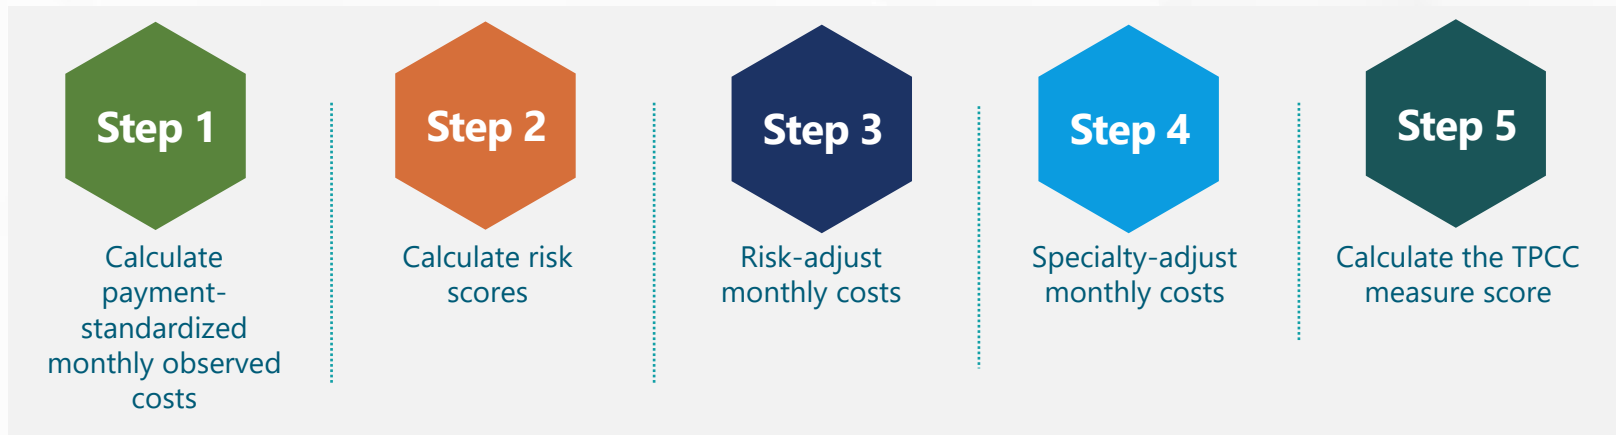 Step 1
Calculate
payment-
standardized
monthly observed
costs
Step 2
Calculate risk
scores
Step 3
Risk-adjust
monthly costs
Step 4
Specialty-adjust
monthly costs
Step 5
Calculate the TPCC
measure score